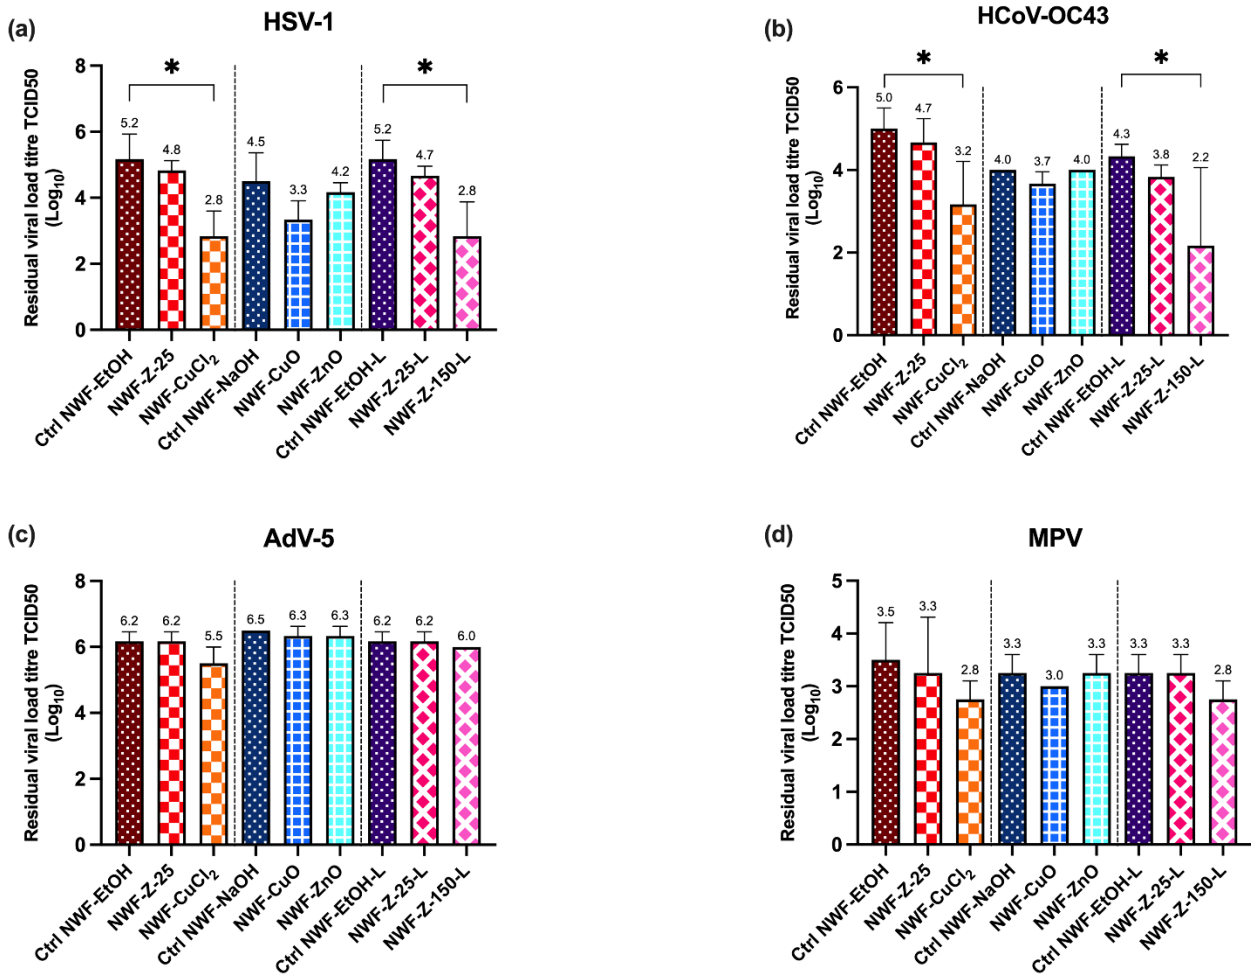 (a)
HSV-1
Residual viral load titre TCID50
(Log₁₀)
8
6
4
2
0
*
*
5.2
4.8
2.8
4.5
3.3
4.2
5.2
4.7
2.8
Ctrl NWF-EtOH
NWF-Z-25
NWF-CuCl₂
Ctrl NWF-NaOH
NWF-CuO
NWF-ZnO
Ctrl NWF-EtOH-L
NWF-Z-25-L
NWF-Z-150-L
(b)
HCoV-OC43
Residual viral load titre TCID50
(Log₁₀)
6
4
2
0
*
*
5.0
4.7
3.2
4.0
3.7
4.0
4.3
3.8
2.2
Ctrl NWF-EtOH
NWF-Z-25
NWF-CuCl₂
Ctrl NWF-NaOH
NWF-CuO
NWF-ZnO
Ctrl NWF-EtOH-L
NWF-Z-25-L
NWF-Z-150-L
(c)
AdV-5
Residual viral load titre TCID50
(Log₁₀)
8
6
4
2
0
6.2
6.2
5.5
6.5
6.3
6.3
6.2
6.2
6.0
Ctrl NWF-EtOH
NWF-Z-25
NWF-CuCl₂
Ctrl NWF-NaOH
NWF-CuO
NWF-ZnO
Ctrl NWF-EtOH-L
NWF-Z-25-L
NWF-Z-150-L
(d)
MPV
Residual viral load titre TCID50
(Log₁₀)
5
4
3
2
1
0
3.5
3.3
2.8
3.3
3.0
3.3
3.3
3.3
2.8
Ctrl NWF-EtOH
NWF-Z-25
NWF-CuCl₂
Ctrl NWF-NaOH
NWF-CuO
NWF-ZnO
Ctrl NWF-EtOH-L
NWF-Z-25-L
NWF-Z-150-L